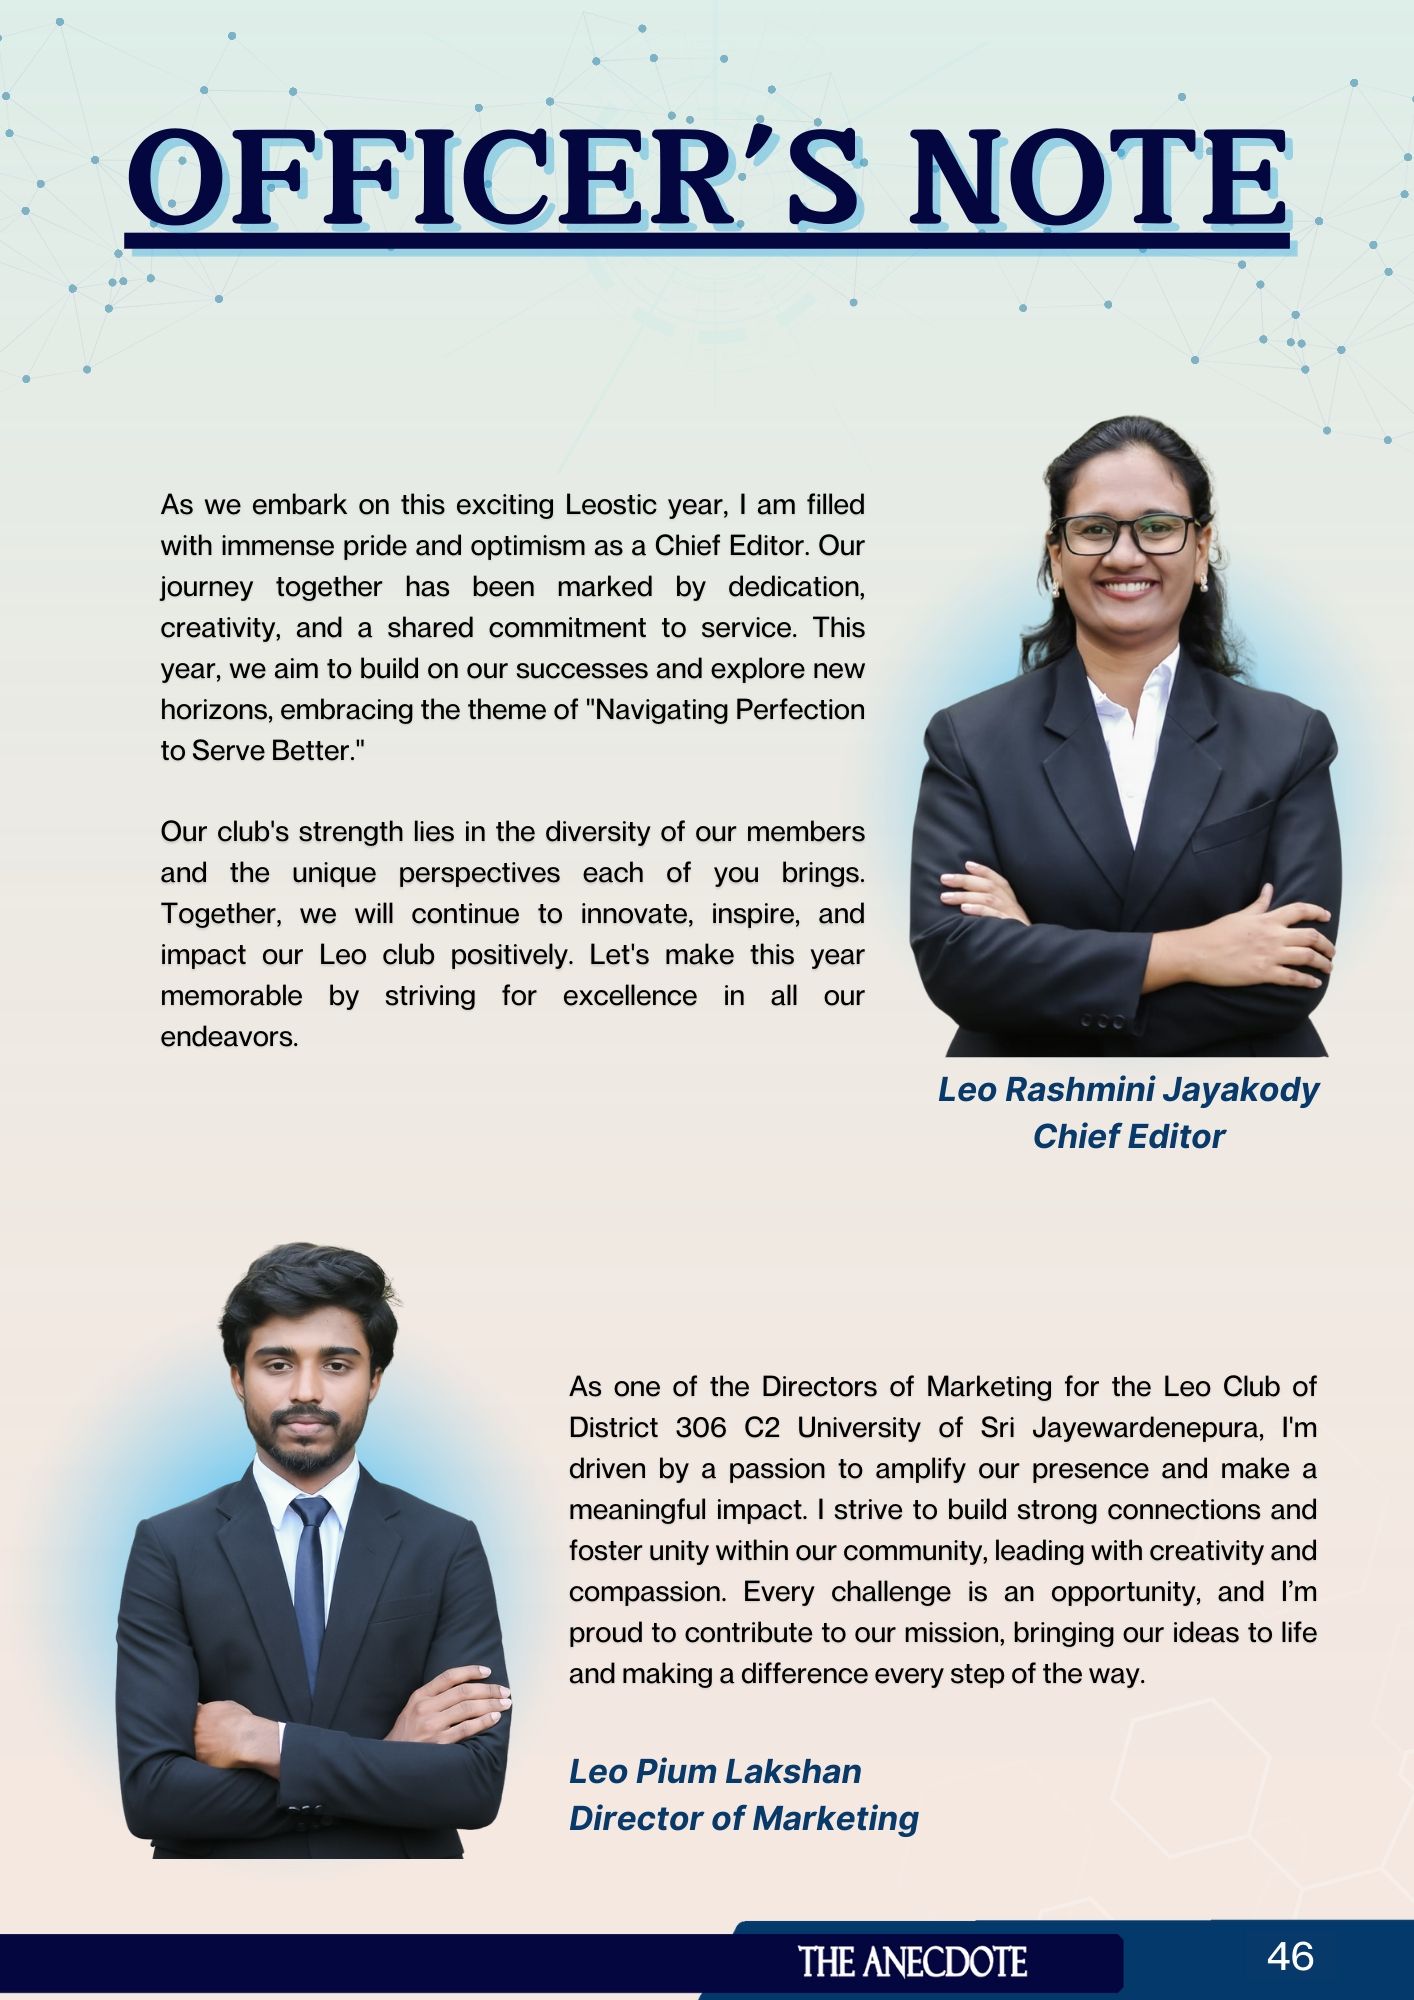 OFFICER'S NOTE
As we embark on this exciting Leostic year, I am filled
with immense pride and optimism as a Chief Editor. Our
journey together has been marked by dedication,
creativity, and a shared commitment to service. This
year, we aim to build on our successes and explore new
horizons, embracing the theme of "Navigating Perfection
to Serve Better."
Our club's strength lies in the diversity of our members
and the unique perspectives each of you brings.
Together, we will continue to innovate, inspire, and
impact our Leo club positively. Let's make this year
memorable by striving for excellence in all our
endeavors.
Leo Rashmini Jayakody
Chief Editor
As one of the Directors of Marketing for the Leo Club of
District 306 C2 University of Sri Jayewardenepura, I'm
driven by a passion to amplify our presence and make a
meaningful impact. I strive to build strong connections and
foster unity within our community, leading with creativity and
compassion. Every challenge is an opportunity, and I’m
proud to contribute to our mission, bringing our ideas to life
and making a difference every step of the way.
Leo Pium Lakshan
Director of Marketing
THE ANECDOTE
46